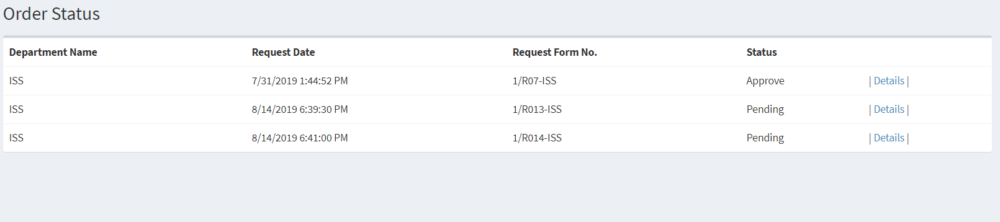 Order Status
Department Name Request Date Request Form No. Status
ISS 7/31/2019 1:44:52 PM 1/R07-ISS Approve | Details |
ISS 8/14/2019 6:39:30 PM 1/R013-ISS Pending | Details |
ISS 8/14/2019 6:41:00 PM 1/R014-ISS Pending | Details |